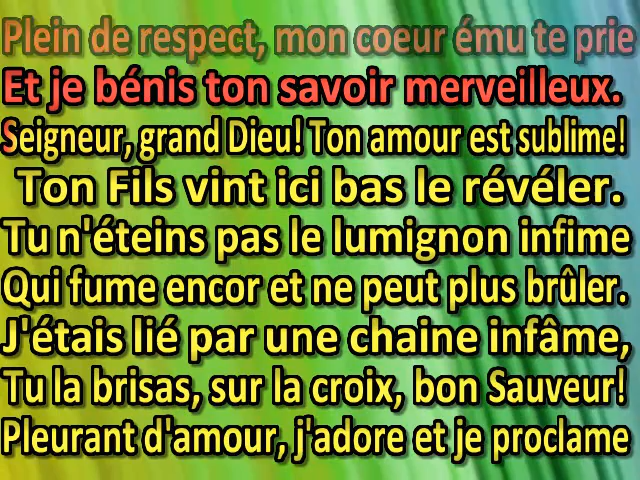 Plein de respect, mon coeur ému te prie
Et je bénis ton savoir merveilleux.
Seigneur, grand Dieu! Ton amour est sublime!
Ton Fils vint ici bas le révéler.
Tu n'éteins pas le lumignon infime
Qui fume encor et ne peut plus brûler.
J'étais lié par une chaine infâme,
Tu la brisas, sur la croix, bon Sauveur!
Pleurant d'amour, j'adore et je proclame